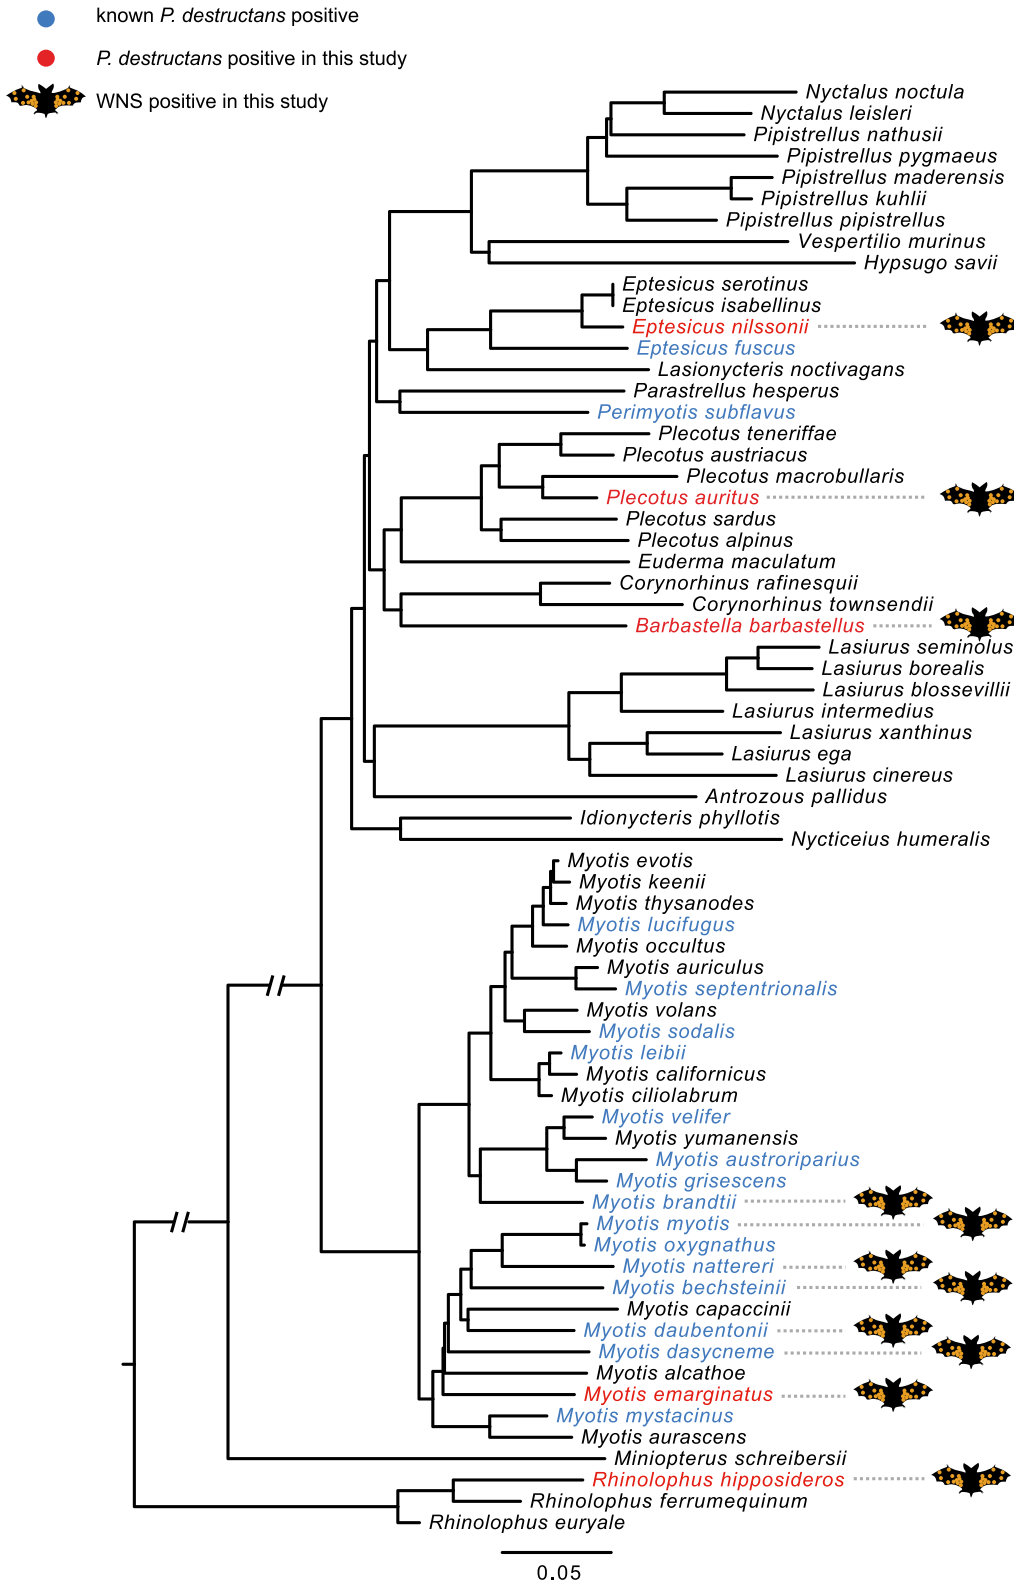 known P. destructans positive
P. destructans positive in this study
WNS positive in this study
Nyctalus noctula
Nyctalus leisleri
Pipistrellus nathusii
Pipistrellus pygmaeus
Pipistrellus maderensis
Pipistrellus kuhlii
Pipistrellus pipistrellus
Vespertilio murinus
Hypsugo savii
Eptesicus serotinus
Eptesicus isabellinus
Eptesicus nilssonii
Eptesicus fuscus
Lasionycteris noctivagans
Parastrellus hesperus
Perimyotis subflavus
Plecotus teneriffae
Plecotus austriacus
Plecotus macrobullaris
Plecotus auritus
Plecotus sardus
Plecotus alpinus
Euderma maculatum
Corynorhinus rafinesquii
Corynorhinus townsendii
Barbastella barbastellus
Lasiurus seminolus
Lasiurus borealis
Lasiurus blossevillii
Lasiurus intermedius
Lasiurus xanthinus
Lasiurus ega
Lasiurus cinereus
Antrozous pallidus
Idionycteris phyllotis
Nycticeius humeralis
Myotis evotis
Myotis keenii
Myotis thysanodes
Myotis lucifugus
Myotis occultus
Myotis auriculus
Myotis septentrionalis
Myotis volans
Myotis sodalis
Myotis leibii
Myotis californicus
Myotis ciliolabrum
Myotis velifer
Myotis yumanensis
Myotis austroriparius
Myotis grisescens
Myotis brandtii
Myotis myotis
Myotis oxygnathus
Myotis nattereri
Myotis bechsteinii
Myotis capaccinii
Myotis daubentonii
Myotis dasycneme
Myotis alcathoe
Myotis emarginatus
Myotis mystacinus
Myotis aurascens
Miniopterus schreibersii
Rhinolophus hipposideros
Rhinolophus ferrumequinum
Rhinolophus euryale
0.05